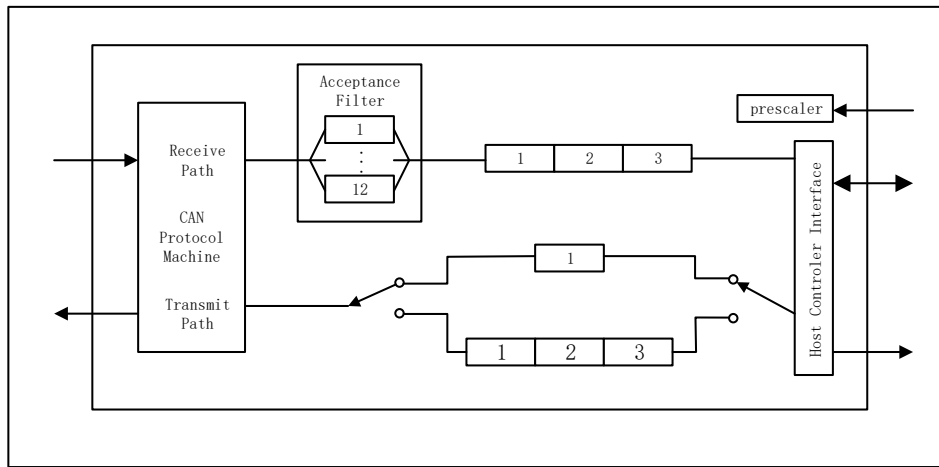 Acceptance
Filter
1
12
prescaler
Receive
Path
CAN
Protocol
Machine
Transmit
Path
1 2 3
1
1 2 3
Host Controler Interface